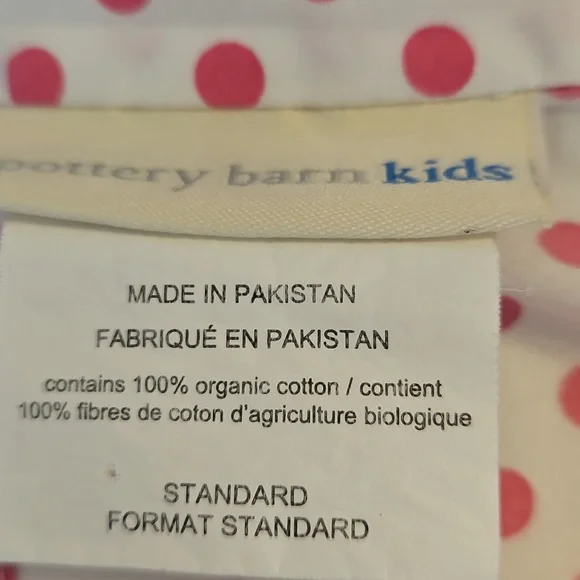 pottery barn kids
MADE IN PAKISTAN
FABRIQUÉ EN PAKISTAN
contains 100% organic cotton / contient
100% fibres de coton d'agriculture biologique
STANDARD
FORMAT STANDARD